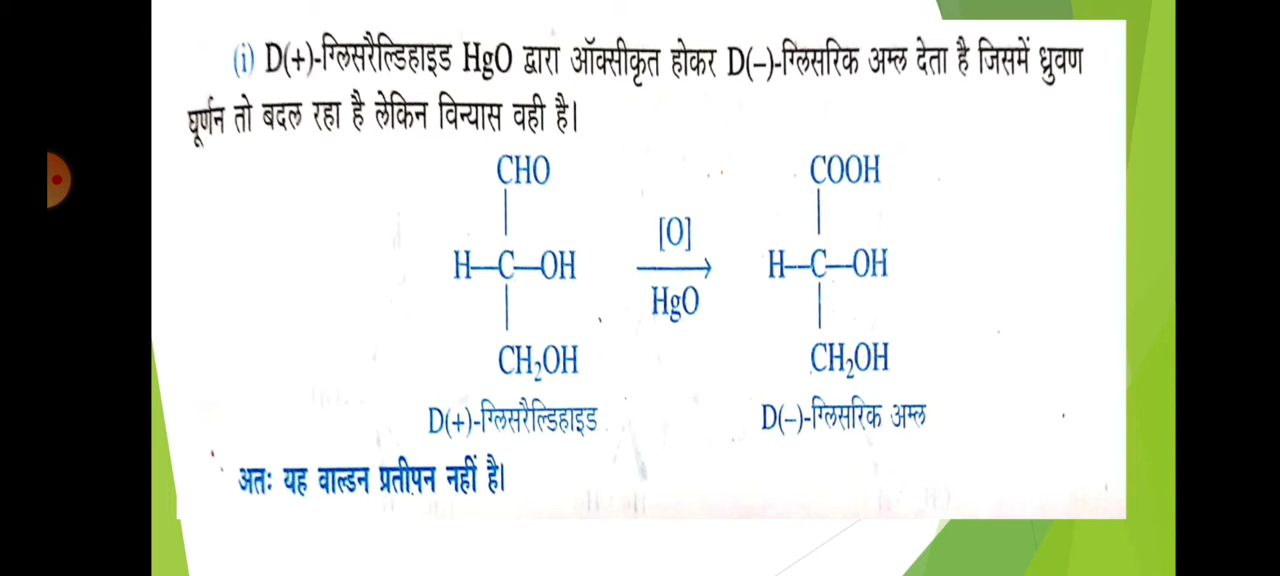 (i) D(+)-ग्लिसरैल्डिहाइड HgO द्वारा ऑक्सीकृत होकर D(–)-ग्लिसरिक अम्ल देता है जिसमें ध्रुवण
घूर्णन तो बदल रहा है लेकिन विन्यास वही है।
CHO COOH
[O]
H—C—OH H—C—OH
HgO
CH₂OH CH₂OH
D(+)-ग्लिसरैल्डिहाइड D(–)-ग्लिसरिक अम्ल
अतः यह वाल्डन प्रतीपन नहीं है।